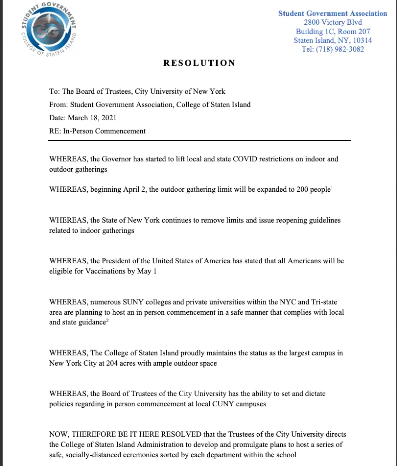 STUDENT GOVERNMENT
COLLEGE OF STATEN ISLAND
Student Government Association
2800 Victory Blvd
Building 1C, Room 207
Staten Island, NY, 10314
Tel: (718) 982-3082
RESOLUTION
To: The Board of Trustees, City University of New York
From: Student Government Association, College of Staten Island
Date: March 18, 2021
RE: In-Person Commencement
WHEREAS, the Governor has started to lift local and state COVID restrictions on indoor and
outdoor gatherings
WHEREAS, beginning April 2, the outdoor gathering limit will be expanded to 200 people¹
WHEREAS, the State of New York continues to remove limits and issue reopening guidelines
related to indoor gatherings
WHEREAS, the President of the United States of America has stated that all Americans will be
eligible for Vaccinations by May 1
WHEREAS, numerous SUNY colleges and private universities within the NYC and Tri-state
area are planning to host an in person commencement in a safe manner that complies with local
and state guidance²
WHEREAS, The College of Staten Island proudly maintains the status as the largest campus in
New York City at 204 acres with ample outdoor space
WHEREAS, the Board of Trustees of the City University has the ability to set and dictate
policies regarding in person commencement at local CUNY campuses
NOW, THEREFORE BE IT HERE RESOLVED that the Trustees of the City University directs
the College of Staten Island Administration to develop and promulgate plans to host a series of
safe, socially-distanced ceremonies sorted by each department within the school